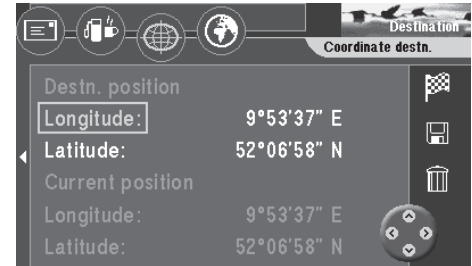 Destination
Coordinate destn.
Destn. position
Longitude: 9°53'37" E
Latitude: 52°06'58" N
Current position
Longitude: 9°53'37" E
Latitude: 52°06'58" N